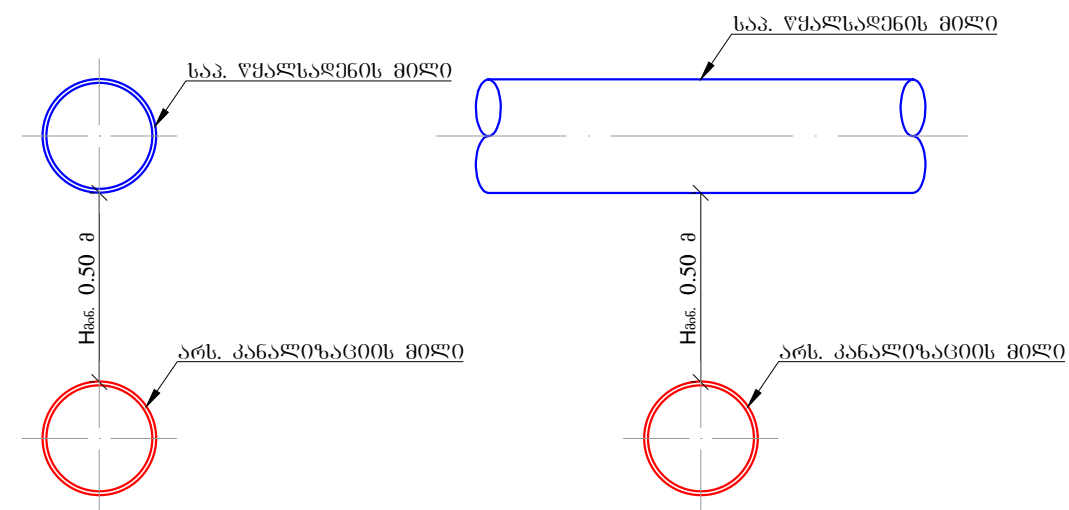 საპ. წყალსადენის მილი
საპ. წყალსადენის მილი
Hმინ. 0.50 მ
Hმინ. 0.50 მ
არს. კანალიზაციის მილი
არს. კანალიზაციის მილი